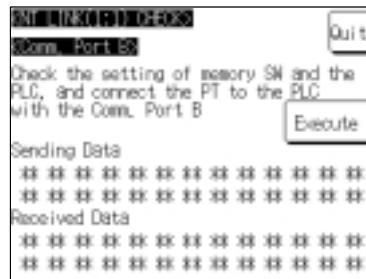 <NT LINK(1:1) CHECK>
Quit
<Comm. Port B>
Check the setting of memory SW and the
PLC, and connect the PT to the PLC
with the Comm. Port B
Execute
Sending Data
** ** ** ** ** ** ** ** ** ** ** ** **
** ** ** ** ** ** ** ** ** ** ** ** **
Received Data
** ** ** ** ** ** ** ** ** ** ** ** **
** ** ** ** ** ** ** ** ** ** ** ** **